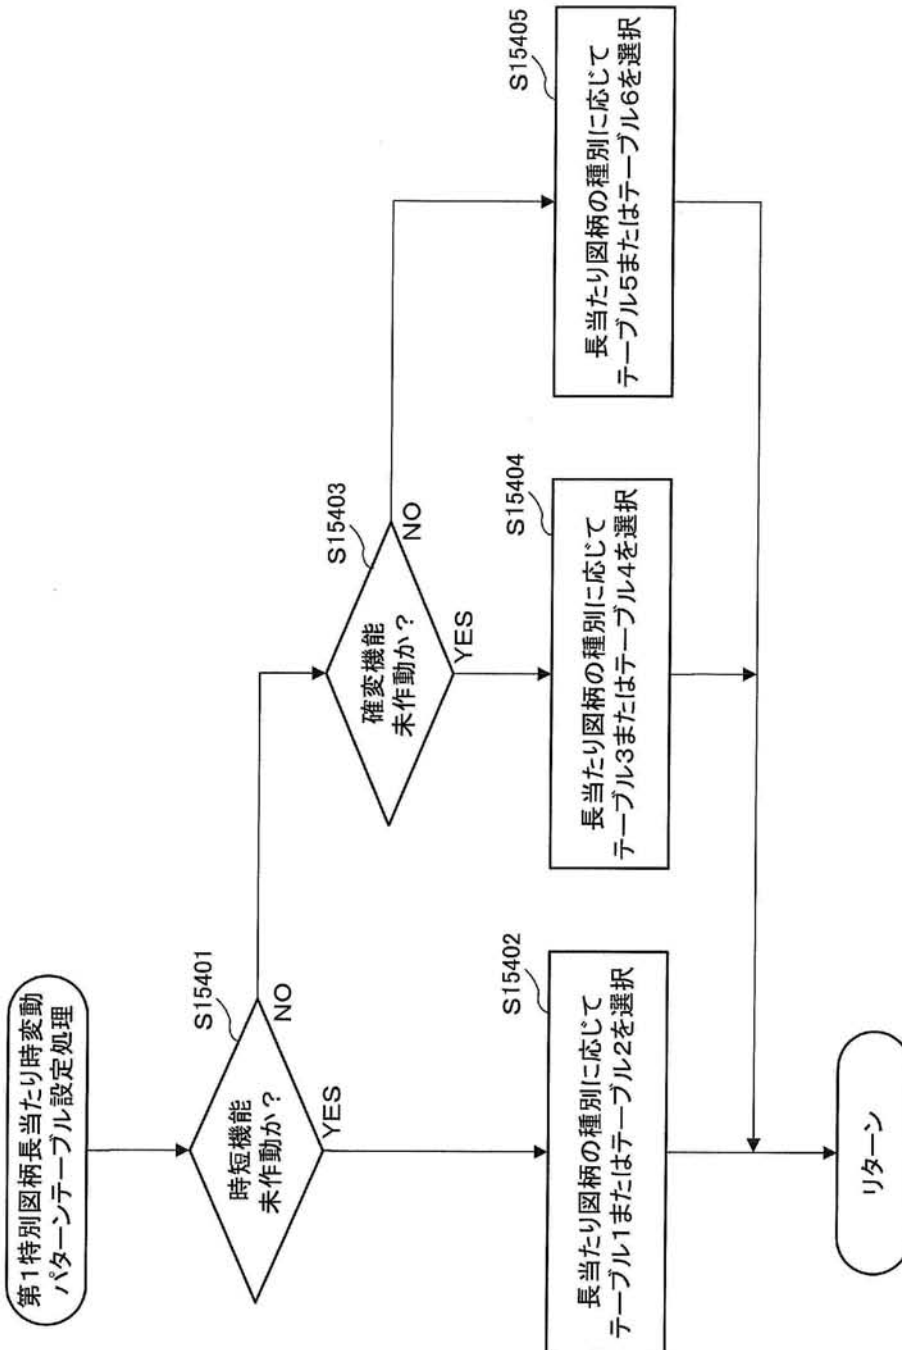 第1特別図柄長当たり時変動
パターンテーブル設定処理
S15401
時短機能
未作動か?
NO
YES
S15403
確変機能
未作動か?
NO
YES
S15402
長当たり図柄の種別に応じて
テーブル1またはテーブル2を選択
S15404
長当たり図柄の種別に応じて
テーブル3またはテーブル4を選択
S15405
長当たり図柄の種別に応じて
テーブル5またはテーブル6を選択
リターン